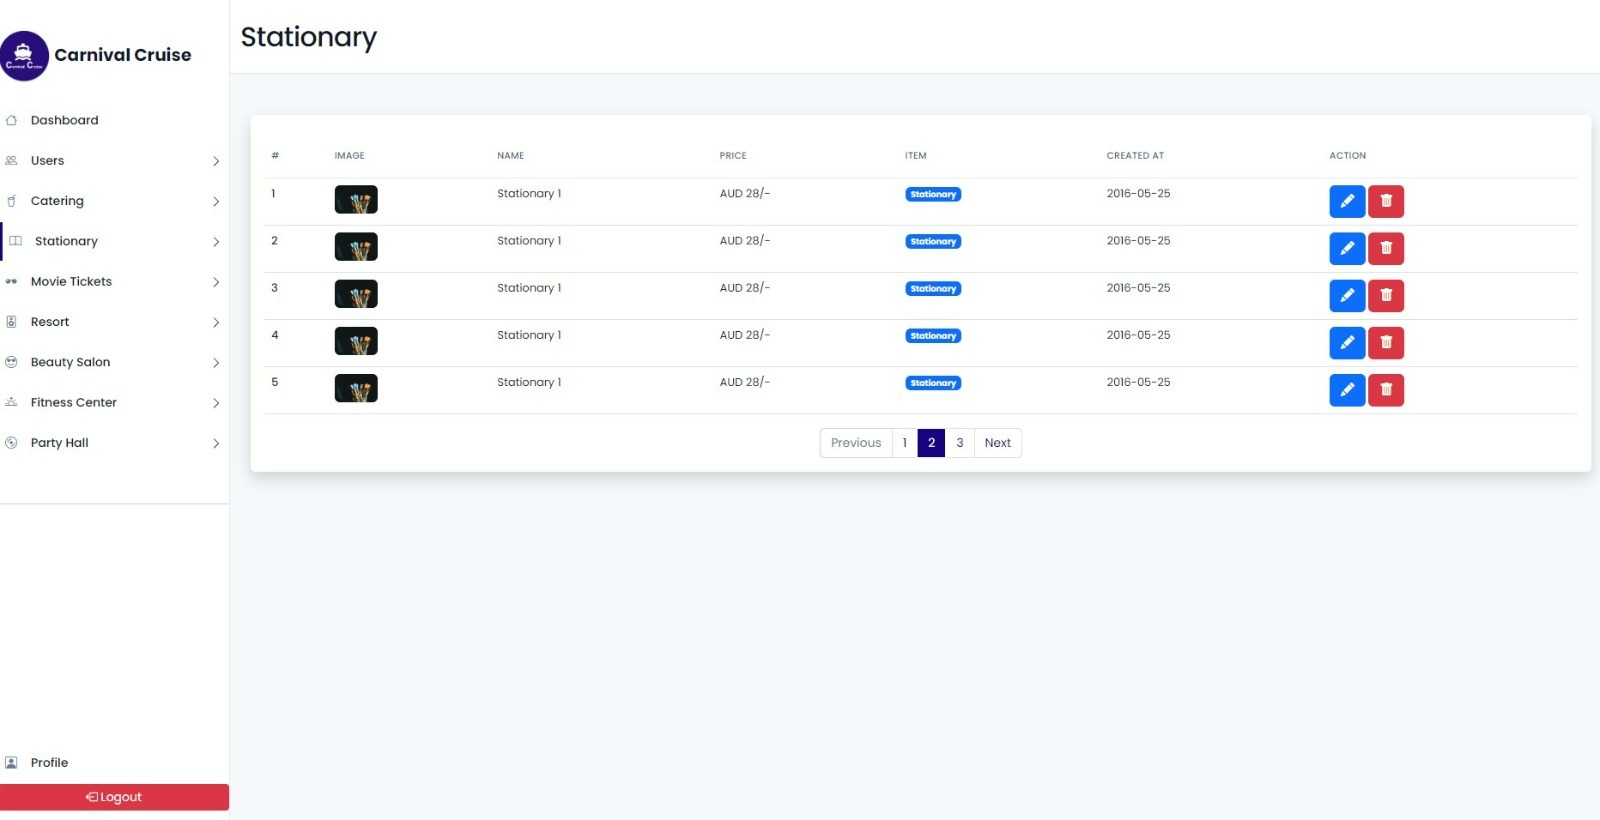 Carnival Cruise
Carnival Cruise
Dashboard
Users
Catering
Stationary
Movie Tickets
Resort
Beauty Salon
Fitness Center
Party Hall
Profile
Logout
Stationary
# IMAGE NAME PRICE ITEM CREATED AT ACTION
1 Stationary 1 AUD 28/- Stationary 2016-05-25
2 Stationary 1 AUD 28/- Stationary 2016-05-25
3 Stationary 1 AUD 28/- Stationary 2016-05-25
4 Stationary 1 AUD 28/- Stationary 2016-05-25
5 Stationary 1 AUD 28/- Stationary 2016-05-25
Previous 1 2 3 Next